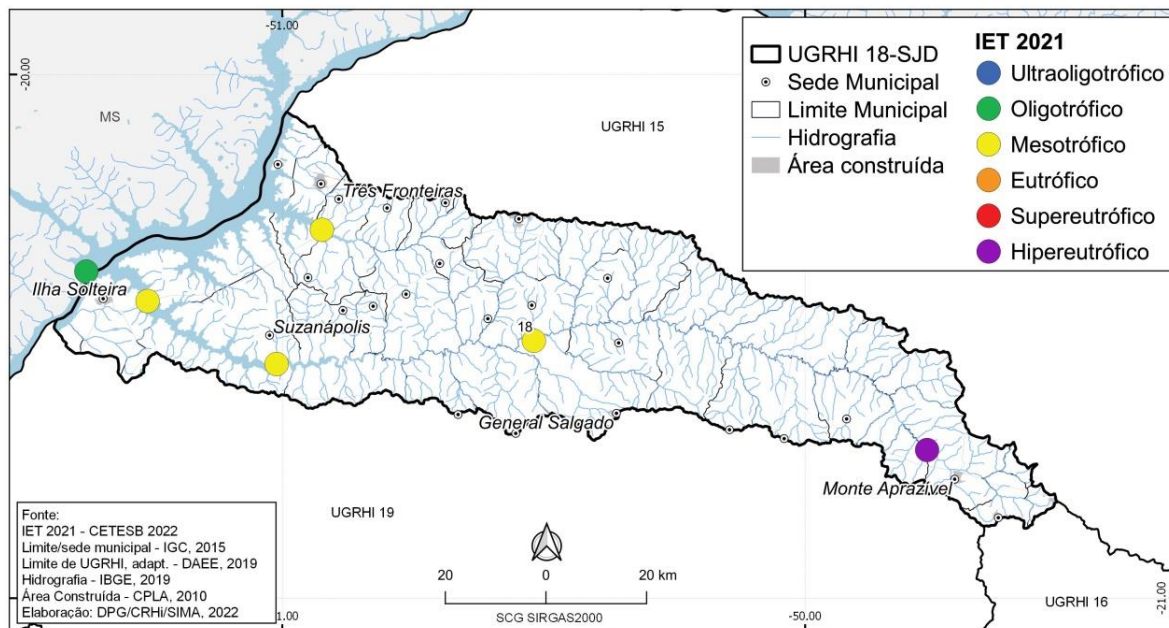 -51.00
-20.00
MS
UGRHI 15
UGRHI 18-SJD
Sede Municipal
Limite Municipal
Hidrografia
Área construída
IET 2021
Ultraoligotrófico
Oligotrófico
Mesotrófico
Eutrófico
Supereutrófico
Hipereutrófico
Três Fronteiras
Ilha Solteira
Suzanápolis
18
General Salgado
Monte Aprazível
UGRHI 19
UGRHI 16
Fonte:
IET 2021 - CETESB 2022
Limite/sede municipal - IGC, 2015
Limite de UGRHI, adapt. - DAEE, 2019
Hidrografia - IBGE, 2019
Área Construída - CPLA, 2010
Elaboração: DPG/CRHi/SIMA, 2022
20 0 20 km
SCG SIRGAS2000
1.00
-50.00
-21.00